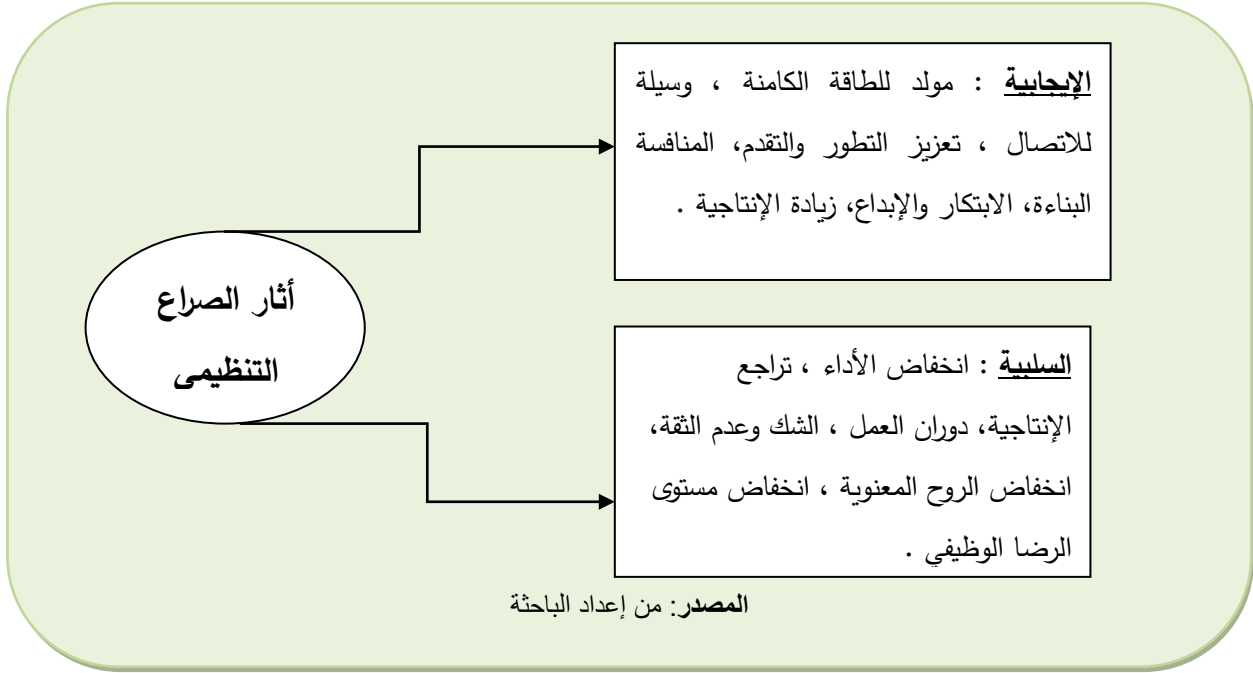 الإيجابية : مولد للطاقة الكامنة ، وسيلة
للاتصال ، تعزيز التطور والتقدم، المنافسة
البناءة، الابتكار والإبداع، زيادة الإنتاجية .
أثار الصراع
التنظيمى
السلبية : انخفاض الأداء ، تراجع
الإنتاجية، دوران العمل ، الشك وعدم الثقة،
انخفاض الروح المعنوية ، انخفاض مستوى
الرضا الوظيفي .
المصدر: من إعداد الباحثة